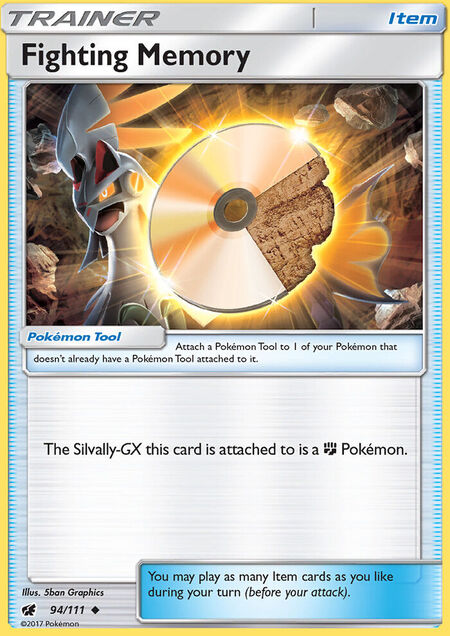 TRAINER
Item
Fighting Memory
Pokémon Tool
Attach a Pokémon Tool to 1 of your Pokémon that
doesn't already have a Pokémon Tool attached to it.
The Silvally-GX this card is attached to is a Pokémon.
Illus. 5ban Graphics
94/111
©2017 Pokémon
You may play as many Item cards as you like
during your turn (before your attack).